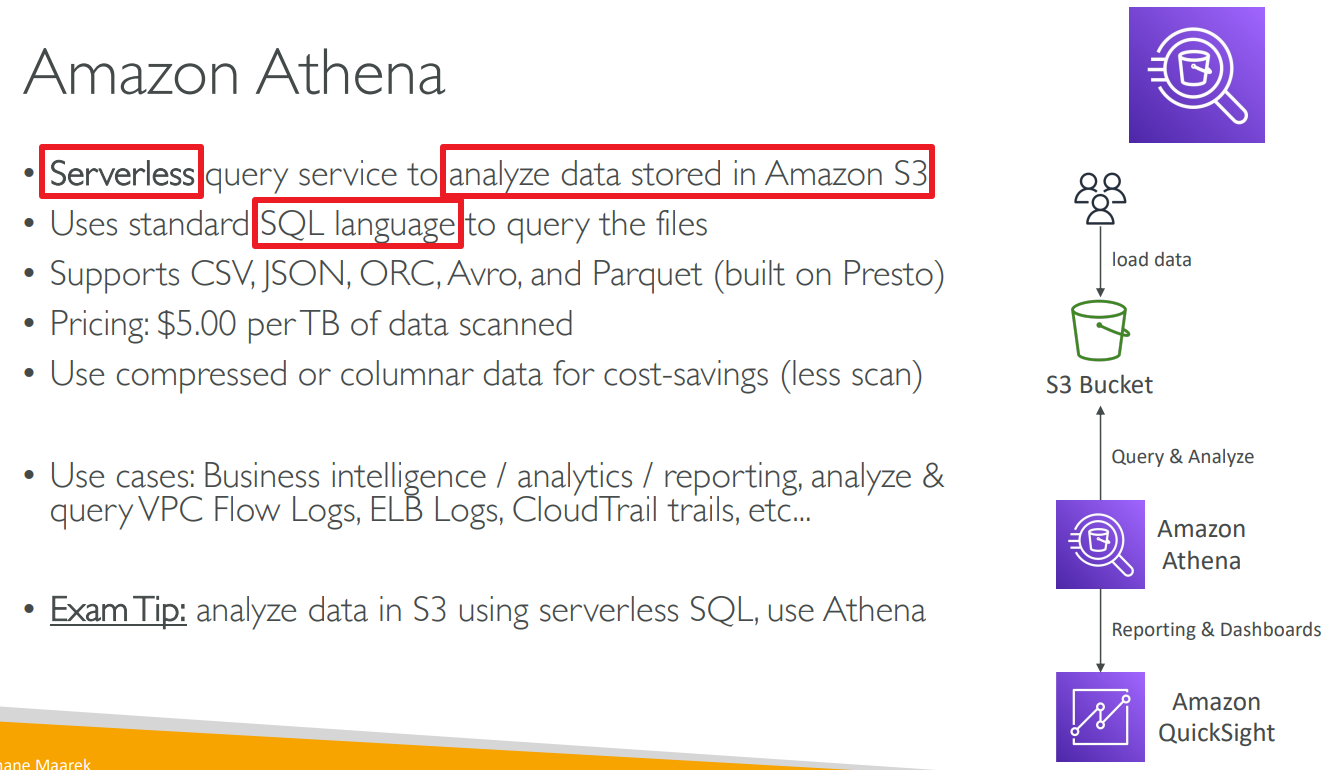 Amazon Athena
• Serverless query service to analyze data stored in Amazon S3
• Uses standard SQL language to query the files
• Supports CSV, JSON, ORC, Avro, and Parquet (built on Presto)
• Pricing: $5.00 per TB of data scanned
• Use compressed or columnar data for cost-savings (less scan)
• Use cases: Business intelligence / analytics / reporting, analyze &
query VPC Flow Logs, ELB Logs, CloudTrail trails, etc...
• Exam Tip: analyze data in S3 using serverless SQL, use Athena
load data
S3 Bucket
Query & Analyze
Amazon
Athena
Reporting & Dashboards
Amazon
QuickSight
Maarek